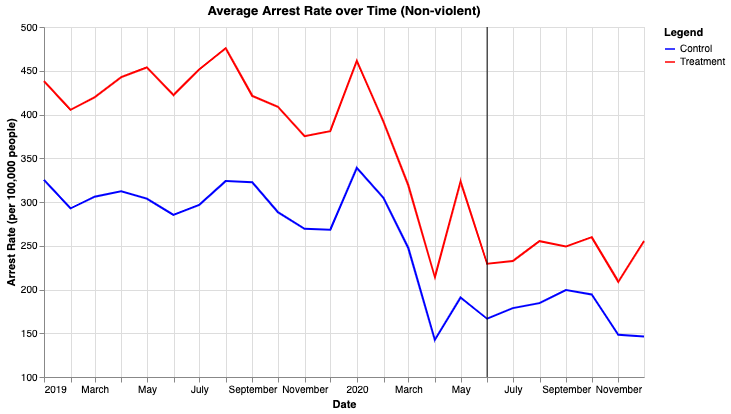 Average Arrest Rate over Time (Non-violent)
Legend
Control
Treatment
Arrest Rate (per 100,000 people)
500
450
400
350
300
250
200
150
100
2019 March May July September November 2020 March May July September November
Date